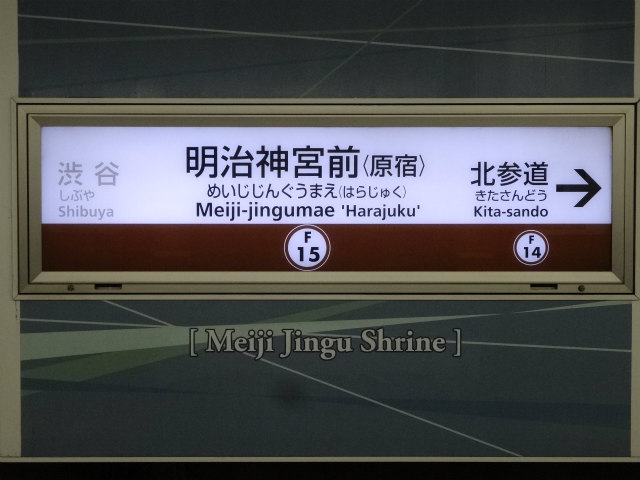 渋谷
しぶや
Shibuya
明治神宮前〈原宿〉
めいじじんぐうまえ〈はらじゅく〉
Meiji-jingumae 'Harajuku'
F
15
北参道
きたさんどう
Kita-sando
F
14
[ Meiji Jingu Shrine ]